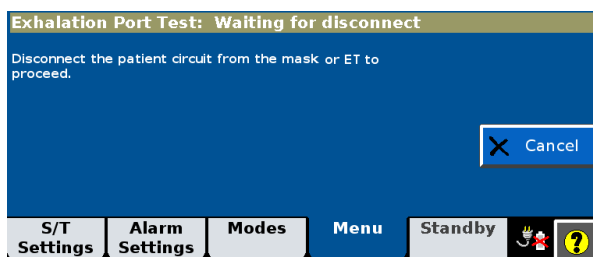 Exhalation Port Test: Waiting for disconnect
Disconnect the patient circuit from the mask or ET to
proceed.
Cancel
S/T
Settings
Alarm
Settings
Modes
Menu
Standby
?